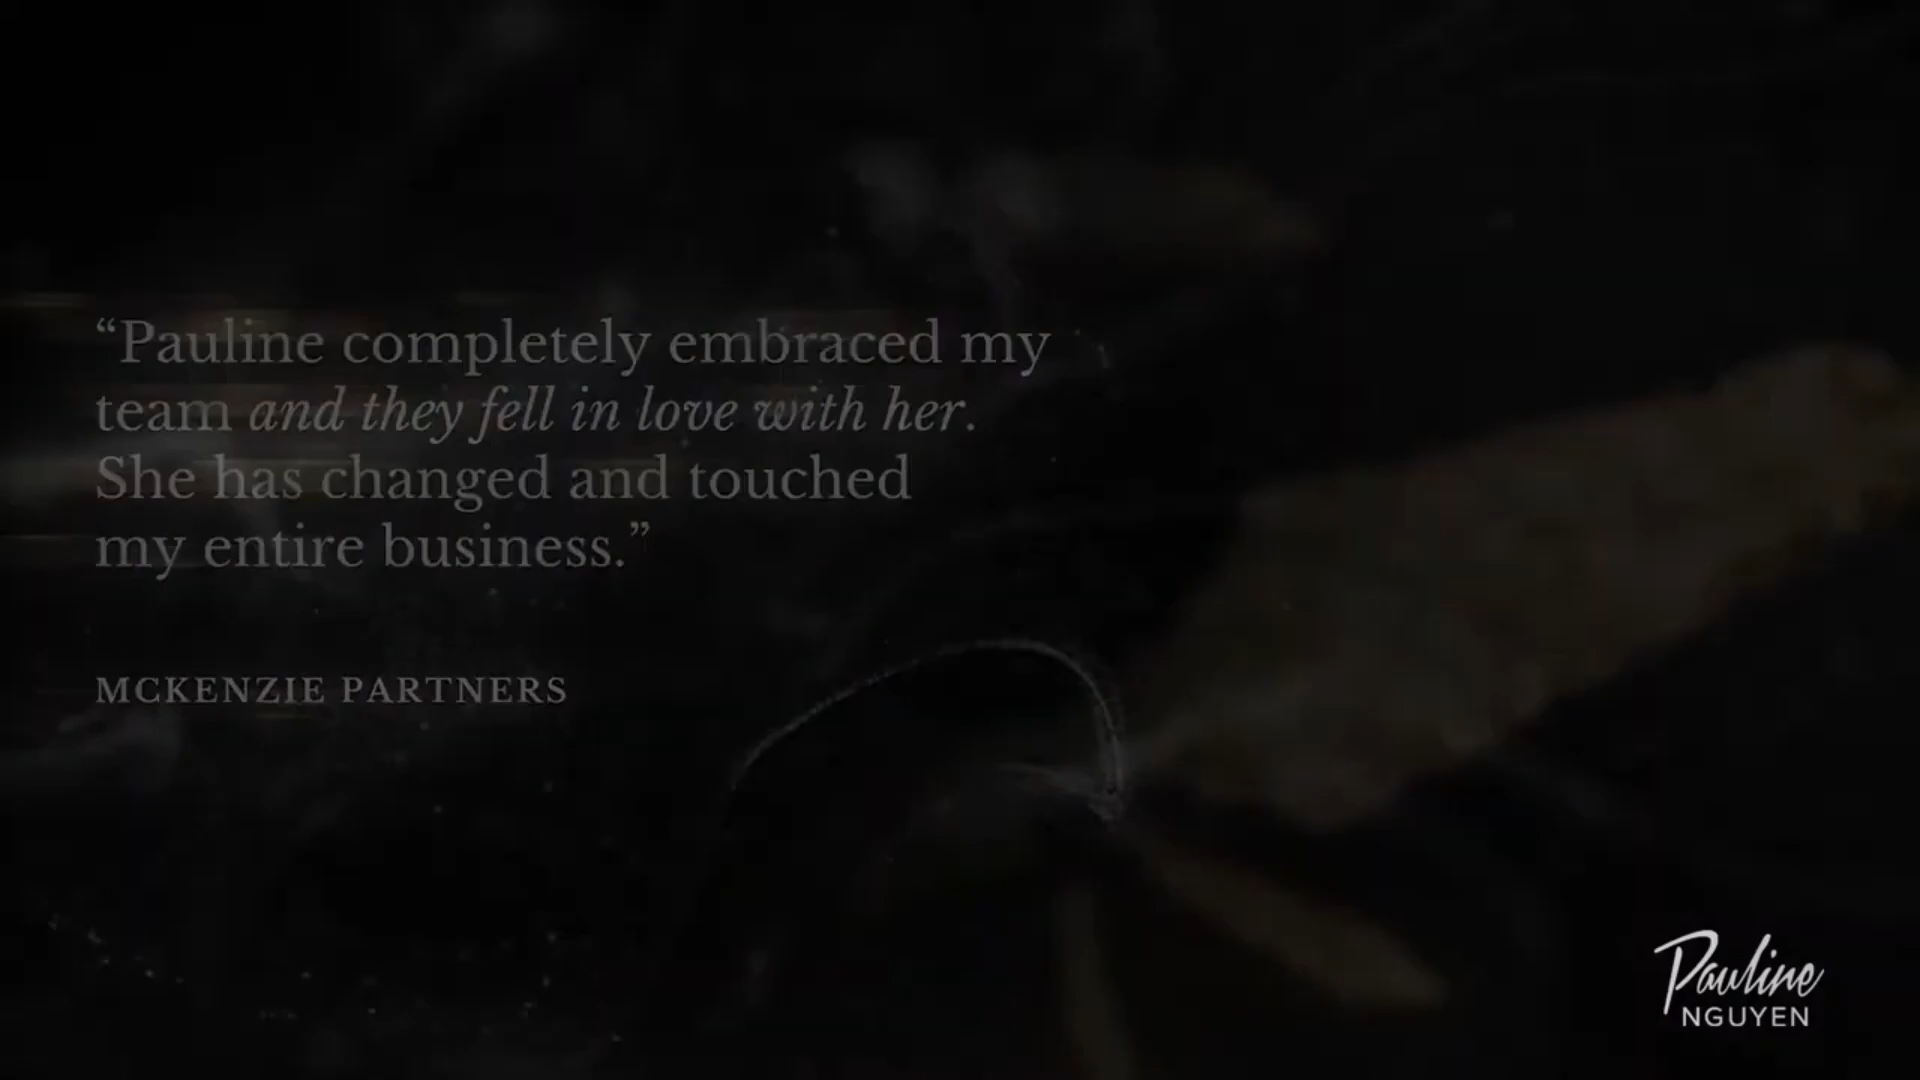 “Pauline completely embraced my
team and they fell in love with her.
She has changed and touched
my entire business.”
MCKENZIE PARTNERS
Pauline
NGUYEN